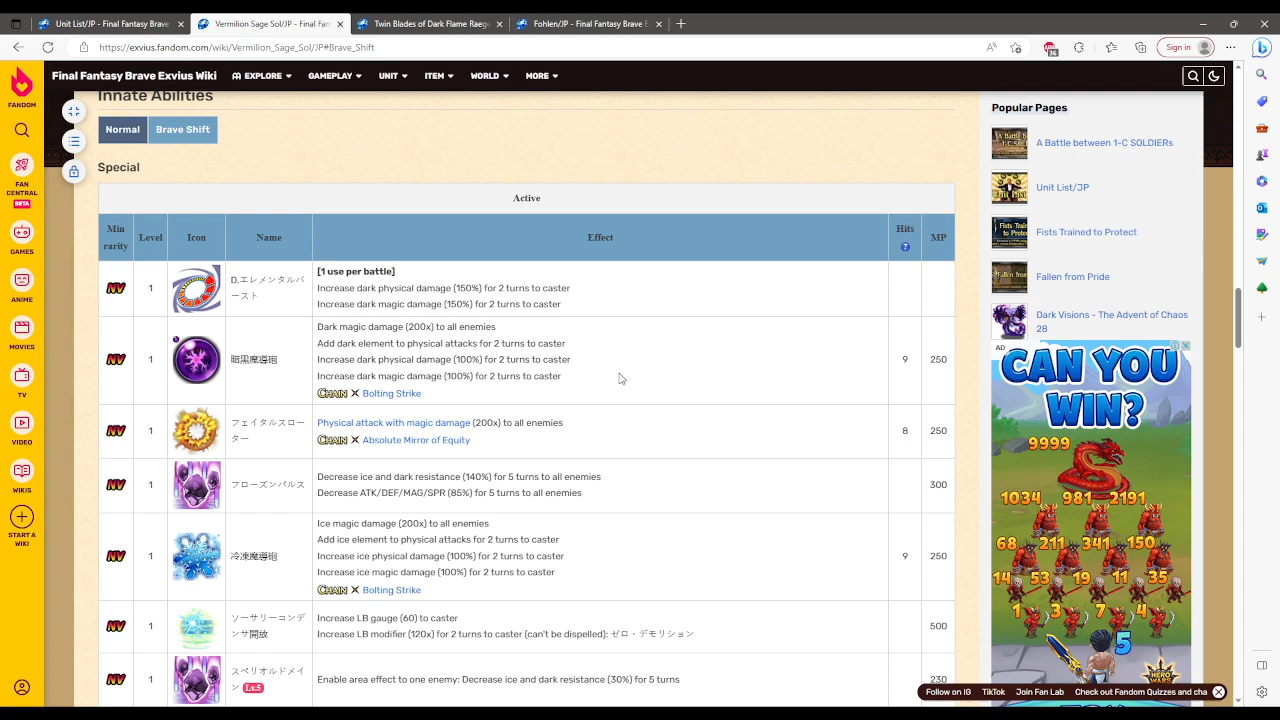 Unit List/JP - Final Fantasy Brave
Vermilion Sage Sol/JP - Final Fan
Twin Blades of Dark Flame Raeg
Fohlen/JP - Final Fantasy Brave E
https://exvius.fandom.com/wiki/Vermilion_Sage_Sol/JP#Brave_Shift
36
Sign in
Final Fantasy Brave Exvius Wiki
EXPLORE
GAMEPLAY
UNIT
ITEM
WORLD
MORE
FANDOM
FAN CENTRAL
BETA
GAMES
ANIME
MOVIES
TV
VIDEO
WIKIS
START A WIKI
Innate Abilities
Normal
Brave Shift
Special
Active
Min rarity
Level
Icon
Name
Effect
Hits
?
MP
NV
1
D.エレメンタルバ
ースト
[1 use per battle]
Increase dark physical damage (150%) for 2 turns to caster
Increase dark magic damage (150%) for 2 turns to caster
NV
1
暗黒魔導砲
Dark magic damage (200x) to all enemies
Add dark element to physical attacks for 2 turns to caster
Increase dark physical damage (100%) for 2 turns to caster
Increase dark magic damage (100%) for 2 turns to caster
CHAIN Bolting Strike
9
250
NV
1
フェイタルスロー
ター
Physical attack with magic damage (200x) to all enemies
CHAIN Absolute Mirror of Equity
8
250
NV
1
フローズンパルス
Decrease ice and dark resistance (140%) for 5 turns to all enemies
Decrease ATK/DEF/MAG/SPR (85%) for 5 turns to all enemies
300
NV
1
冷凍魔導砲
Ice magic damage (200x) to all enemies
Add ice element to physical attacks for 2 turns to caster
Increase ice physical damage (100%) for 2 turns to caster
Increase ice magic damage (100%) for 2 turns to caster
CHAIN Bolting Strike
9
250
NV
1
ソーサリーコンデ
ンサ開放
Increase LB gauge (60) to caster
Increase LB modifier (120x) for 2 turns to caster (can't be dispelled): ゼロ・デモリション
500
NV
1
スペリオルドメイ
ン Lv.5
Enable area effect to one enemy: Decrease ice and dark resistance (30%) for 5 turns
230
Popular Pages
A Battle between 1-C SOLDIERs
Unit List/JP
Fists Trained to Protect
Fallen from Pride
Dark Visions - The Advent of Chaos
28
AD
CAN YOU
WIN?
9999
1034 981 2191
68 211 341 150
14 53 19 11 35
1 3 7 4
5
HERO
WARS
Follow on IG
TikTok
Join Fan Lab
Check out Fandom Quizzes and cha